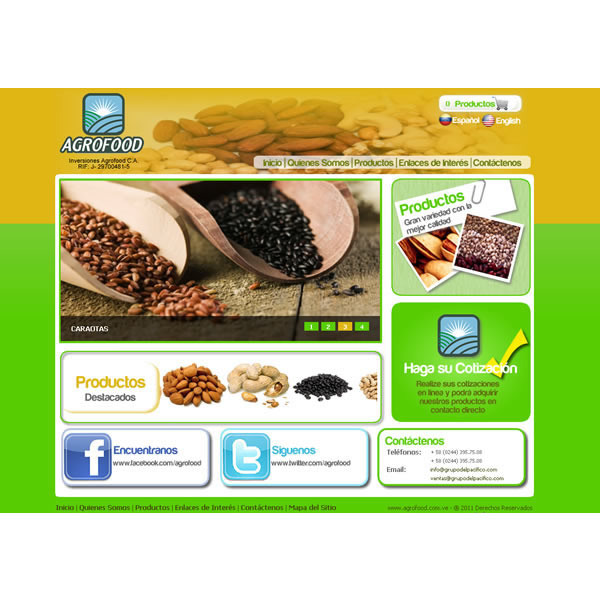 0 Productos
Español English
AGROFOOD
Inversiones Agrofood C.A.
RIF: J- 29700481-5
Inicio | Quienes Somos | Productos | Enlaces de Interés | Contáctenos
Productos
Gran variedad con la
mejor calidad
CARAOTAS
1 2 3 4
Haga su Cotización
Realize sus cotizaciones
en linea y podrá adquirir
nuestros productos en
contacto directo
Productos
Destacados
Encuentranos
www.facebook.com/agrofood
Siguenos
www.twitter.com/agrofood
Contáctenos
Teléfonos: + 58 (0244) 395.75.86
+ 58 (0244) 395.75.86
Email: info@grupodelpacifico.com
ventas@grupodelpacifico.com
Inicio | Quienes Somos | Productos | Enlaces de Interés | Contáctenos | Mapa del Sitio
www.agrofood.com.ve - @ 2011 Derechos Reservados